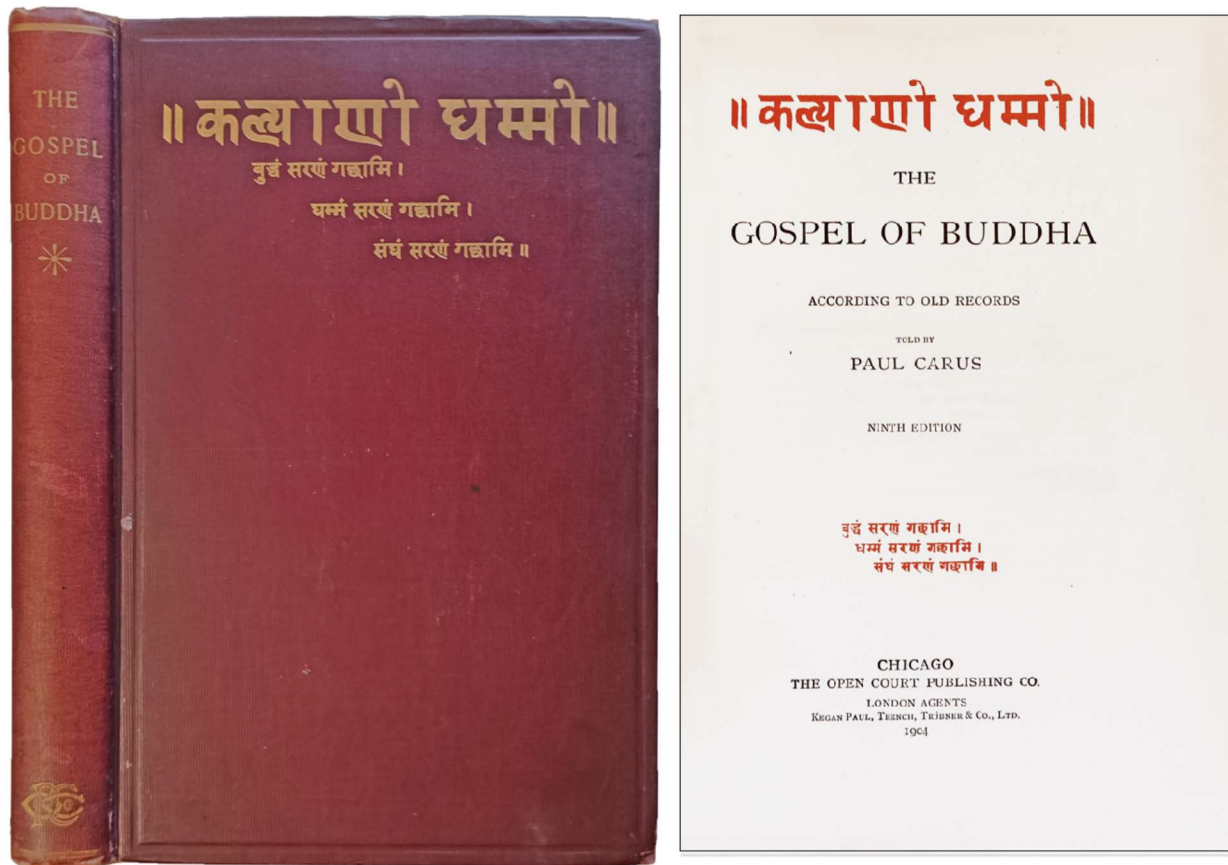 THE
GOSPEL
OF
BUDDHA
॥ कल्याणो धम्मो॥
बुद्धं सरणं गच्छामि।
धम्मं सरणं गच्छामि।
संघं सरणं गच्छामि॥
॥ कल्याणो धम्मो॥
THE
GOSPEL OF BUDDHA
ACCORDING TO OLD RECORDS
TOLD BY
PAUL CARUS
NINTH EDITION
बुद्धं सरणं गच्छामि।
धम्मं सरणं गच्छामि।
संघं सरणं गच्छामि॥
CHICAGO
THE OPEN COURT PUBLISHING CO.
LONDON AGENTS
KEGAN PAUL, TRENCH, TRÜBNER & CO., LTD.
1904